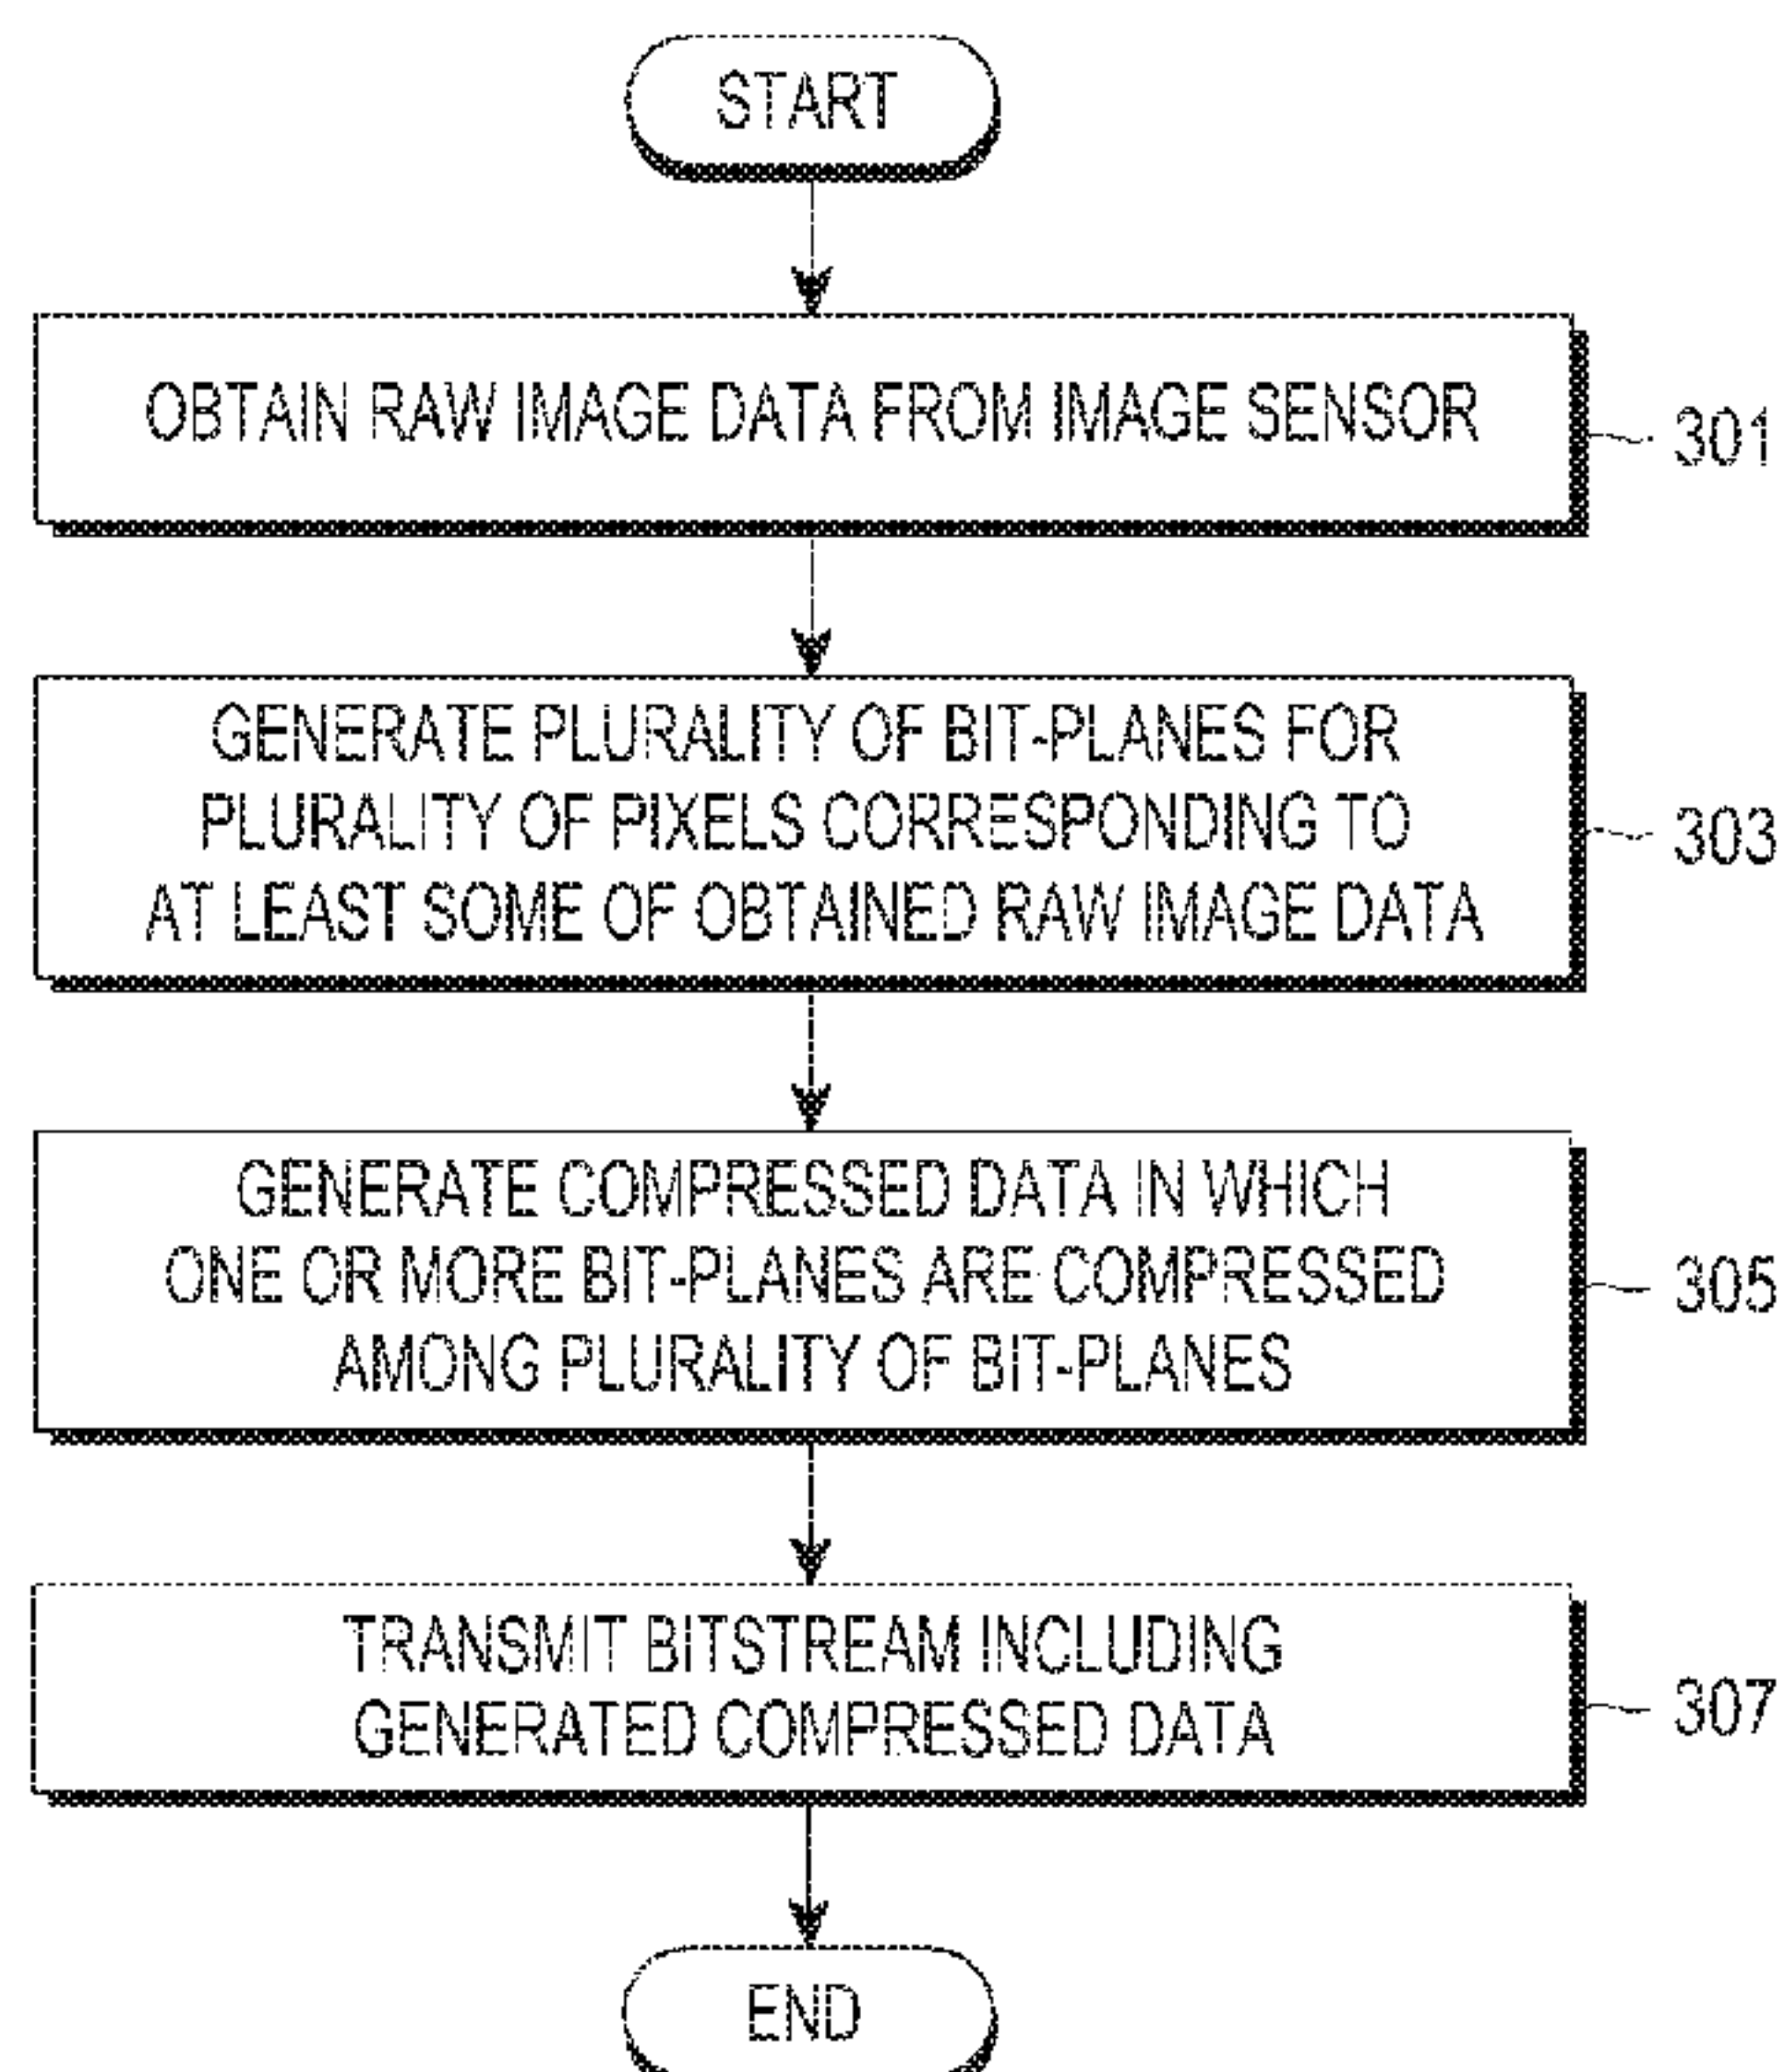 START
OBTAIN RAW IMAGE DATA FROM IMAGE SENSOR
301
GENERATE PLURALITY OF BIT-PLANES FOR
PLURALITY OF PIXELS CORRESPONDING TO
AT LEAST SOME OF OBTAINED RAW IMAGE DATA
303
GENERATE COMPRESSED DATA IN WHICH
ONE OR MORE BIT-PLANES ARE COMPRESSED
AMONG PLURALITY OF BIT-PLANES
305
TRANSMIT BITSTREAM INCLUDING
GENERATED COMPRESSED DATA
307
END